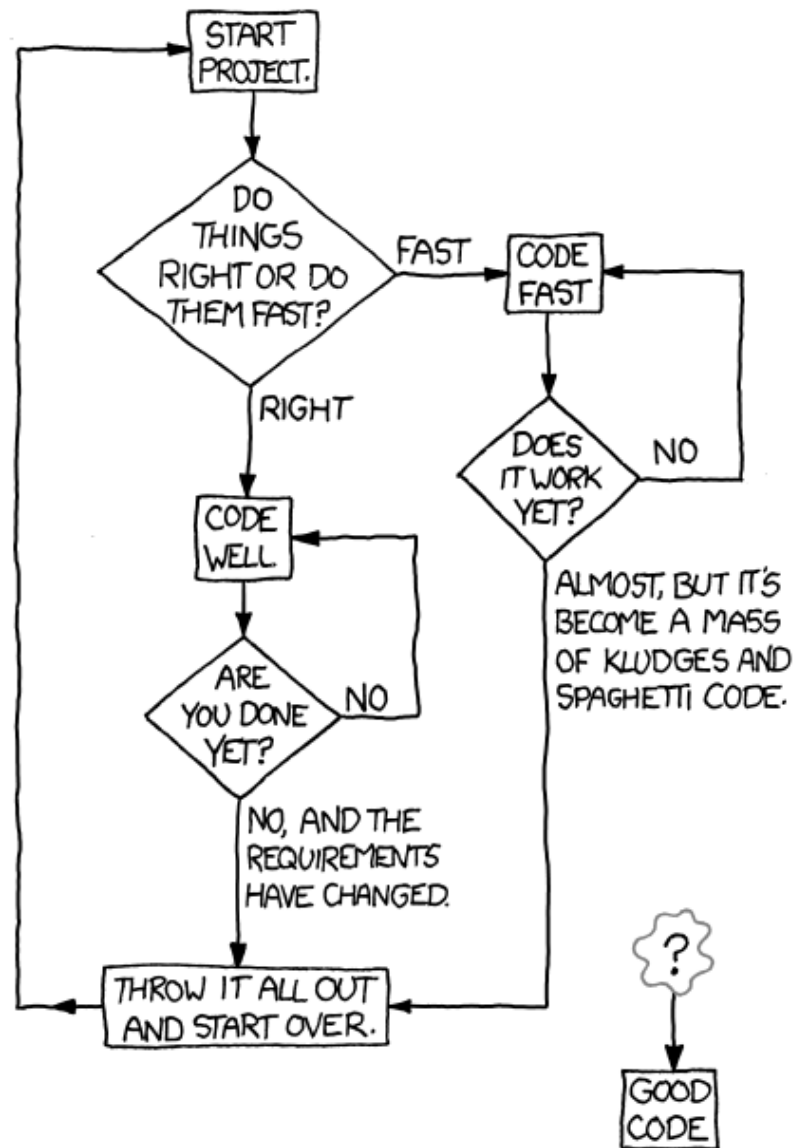 START
PROJECT.
DO
THINGS
RIGHT OR DO
THEM FAST?
FAST
CODE
FAST
RIGHT
DOES
IT WORK
YET?
NO
CODE
WELL.
ARE
YOU DONE
YET?
NO
ALMOST, BUT IT'S
BECOME A MASS
OF KLUDGES AND
SPAGHETTI CODE.
NO, AND THE
REQUIREMENTS
HAVE CHANGED.
THROW IT ALL OUT
AND START OVER.
?
GOOD
CODE